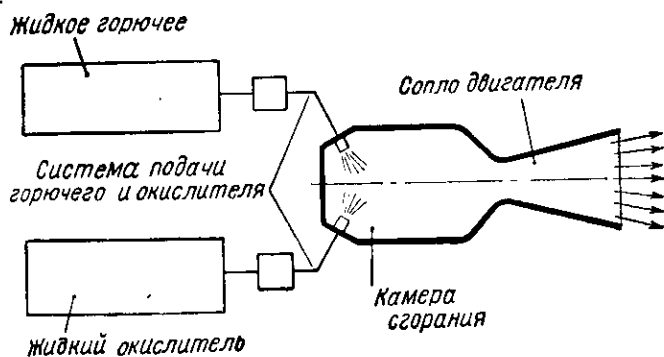 Жидкое горючее
Сопло двигателя
Система подачи
горючего и окислителя
Камера
сгорания
Жидкий окислитель